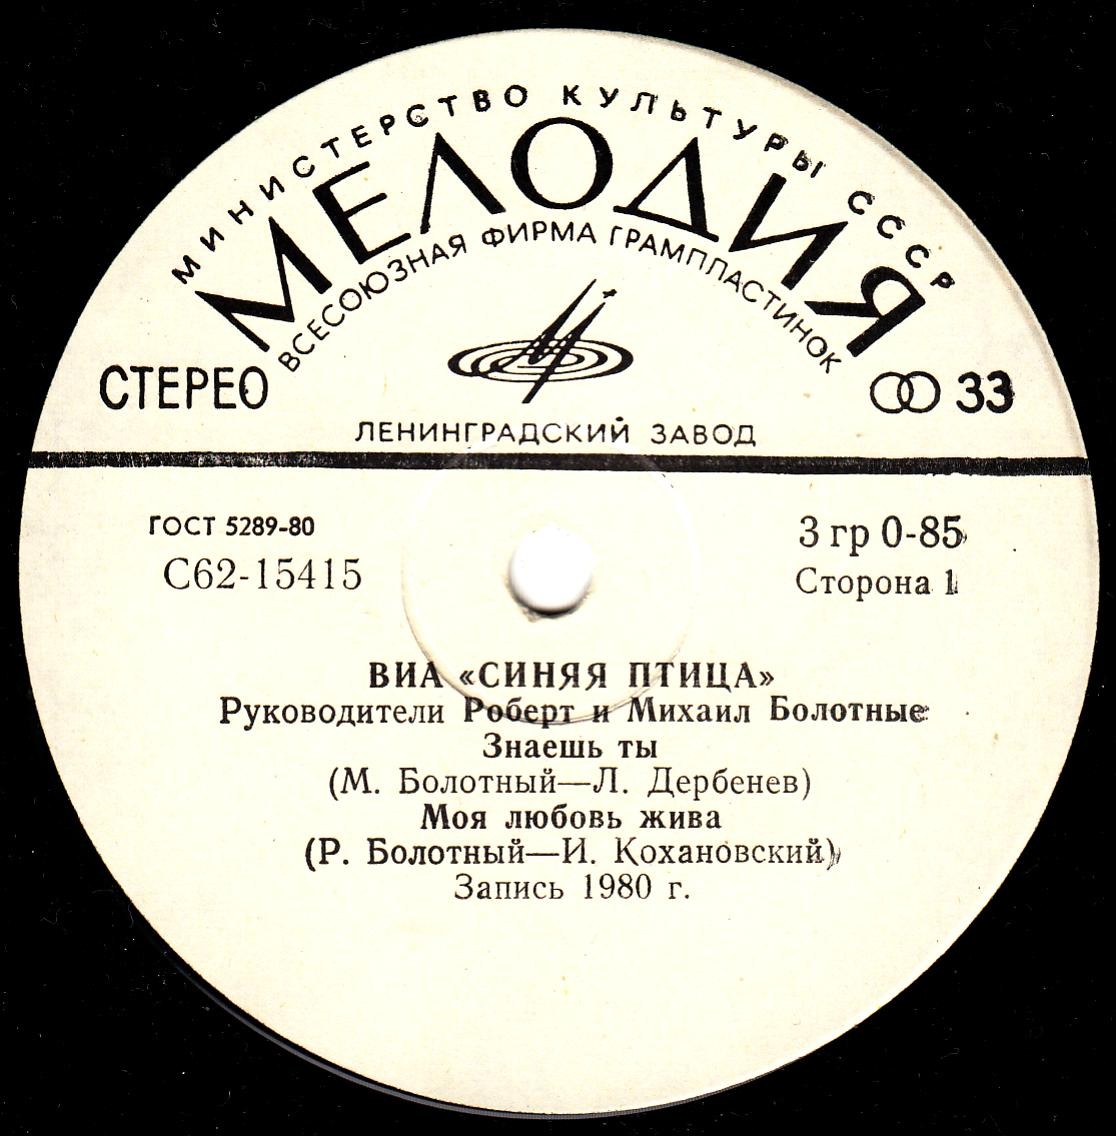 МИНИСТЕРСТВО КУЛЬТУРЫ СССР
МЕЛОДИЯ
ВСЕСОЮЗНАЯ ФИРМА ГРАМПЛАСТИНОК
СТЕРЕО
33
ЛЕНИНГРАДСКИЙ ЗАВОД
ГОСТ 5289-80
3 гр 0-85
С62-15415
Сторона 1
ВИА «СИНЯЯ ПТИЦА»
Руководители Роберт и Михаил Болотные
Знаешь ты
(М. Болотный—Л. Дербенев)
Моя любовь жива
(Р. Болотный—И. Кохановский)
Запись 1980 г.